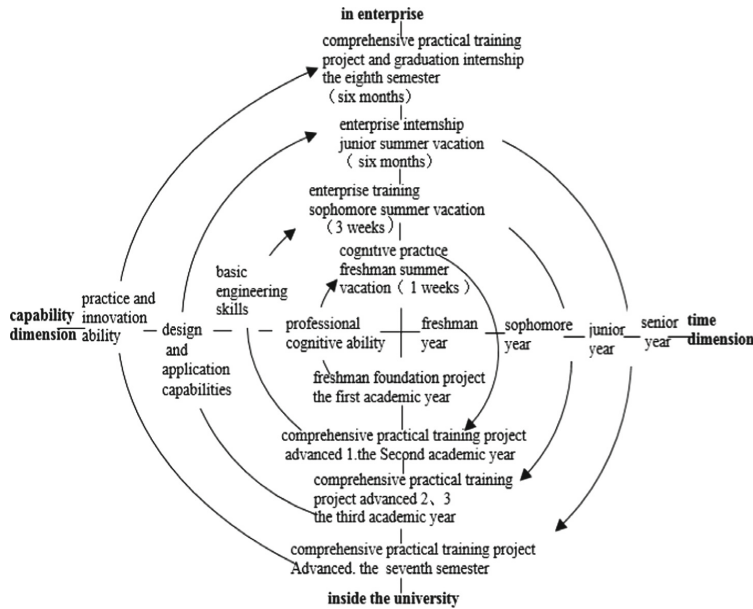 in enterprise
comprehensive practical training
project and graduation internship
the eighth semester
（six months）
enterprise internship
junior summer vacation
（ six months）
enterprise training
sophomore summer vacation
（3 weeks）
cognitive practice
freshman summer
vacation（ 1 weeks ）
basic
engineering
skills
capability
dimension
practice and
innovation
ability
design
and
application
capabilities
professional
cognitive ability
freshman
year
sophomore
year
junior
year
senior
year
time
dimension
freshman foundation project
the first academic year
comprehensive practical training project
advanced 1.the Second academic year
comprehensive practical training
project advanced 2、3
the third academic year
comprehensive practical training project
Advanced. the seventh semester
inside the university